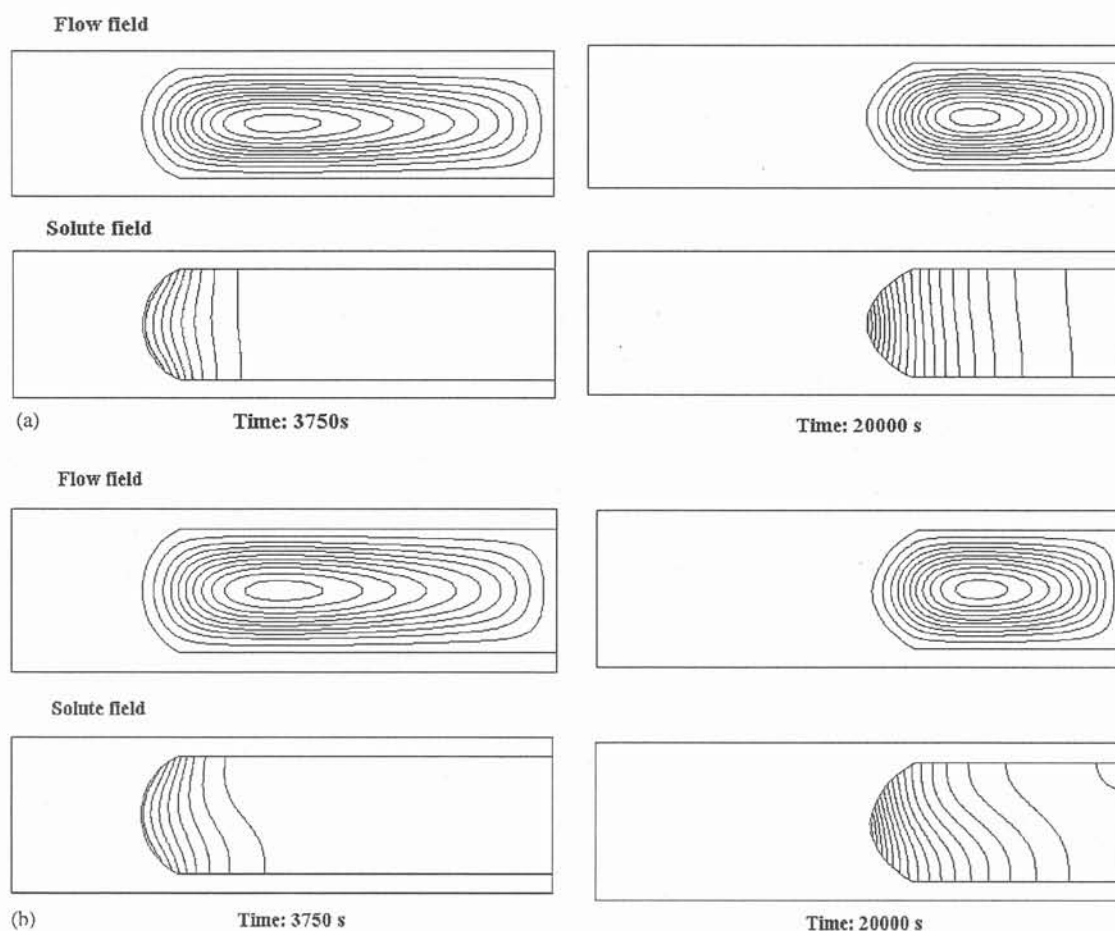 Flow field
Solute field
(a)
Time: 3750s
Time: 20000 s
Flow field
Solute field
(b)
Time: 3750 s
Time: 20000 s